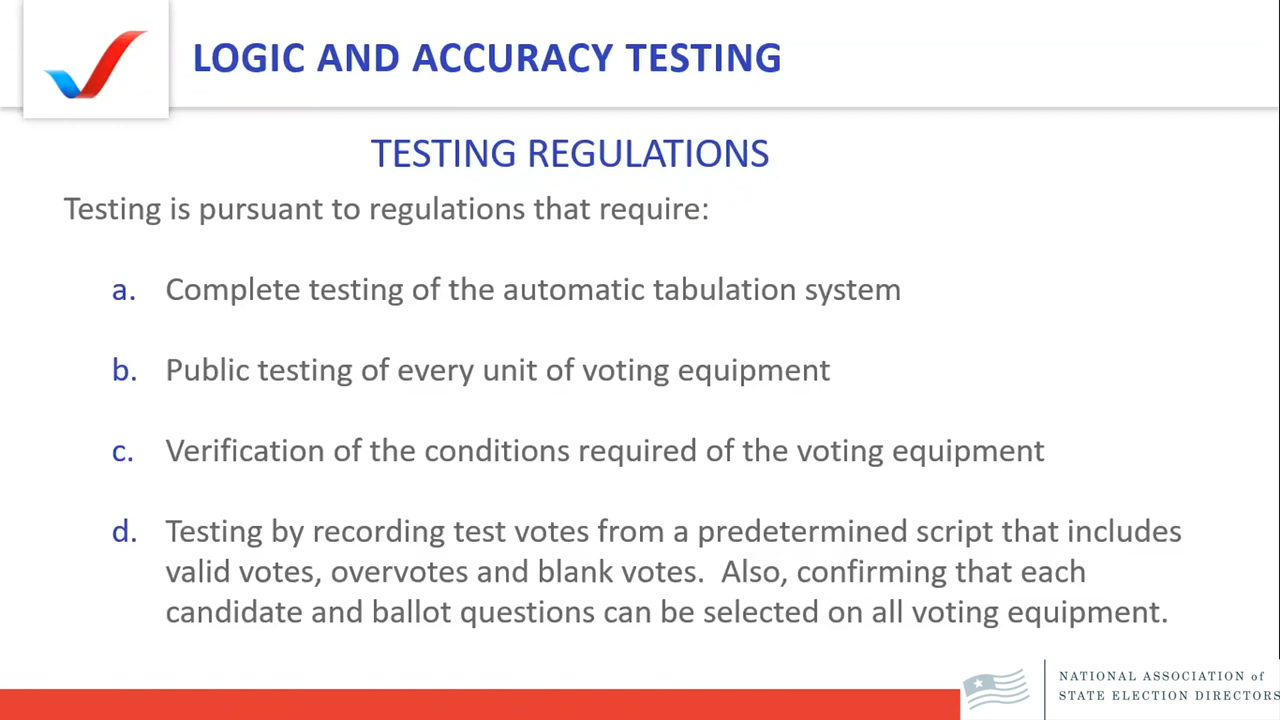 LOGIC AND ACCURACY TESTING
TESTING REGULATIONS
Testing is pursuant to regulations that require:
a. Complete testing of the automatic tabulation system
b. Public testing of every unit of voting equipment
c. Verification of the conditions required of the voting equipment
d. Testing by recording test votes from a predetermined script that includes
valid votes, overvotes and blank votes.  Also, confirming that each
candidate and ballot questions can be selected on all voting equipment.
NATIONAL ASSOCIATION of
STATE ELECTION DIRECTORS